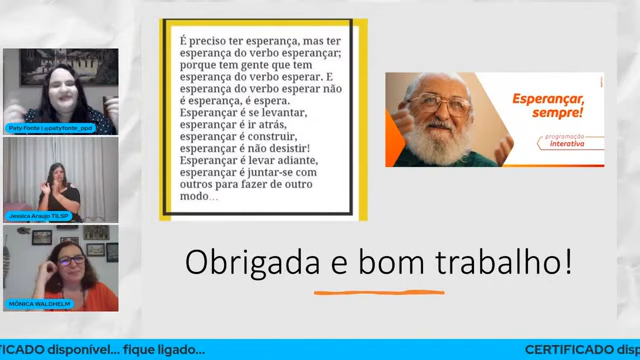 É preciso ter esperança, mas ter
esperança do verbo esperançar;
porque tem gente que tem
esperança do verbo esperar. E
esperança do verbo esperar não
é esperança, é espera.
Esperançar é se levantar,
esperançar é ir atrás,
esperançar é construir,
esperançar é não desistir!
Esperançar é levar adiante,
esperançar é juntar-se com
outros para fazer de outro
modo...
Esperançar,
sempre!
programação
interativa
Paty Fonte | @patyfonte_ppd
Jessica Araujo TILSP
MÔNICA WALDHELM
Obrigada e bom trabalho!
TIFICADO disponível... fique ligado...
CERTIFICADO disp